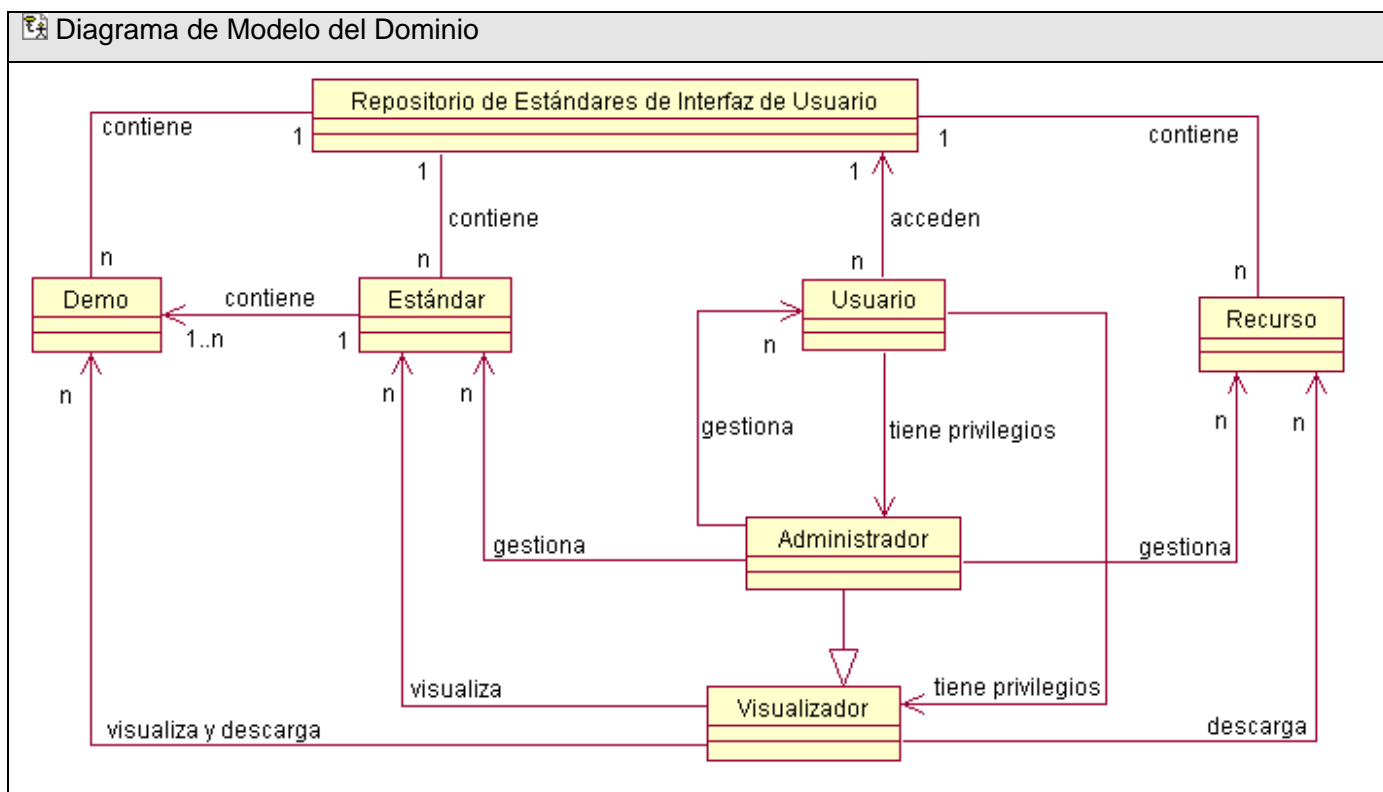 Diagrama de Modelo del Dominio
Repositorio de Estándares de Interfaz de Usuario
contiene
1
1
1
1
contiene
contiene
acceden
n
n
n
n
Demo
contiene
Estándar
Usuario
Recurso
1..n
1
n
n
n
n
n
n
gestiona
tiene privilegios
Administrador
gestiona
gestiona
visualiza
tiene privilegios
Visualizador
visualiza y descarga
descarga